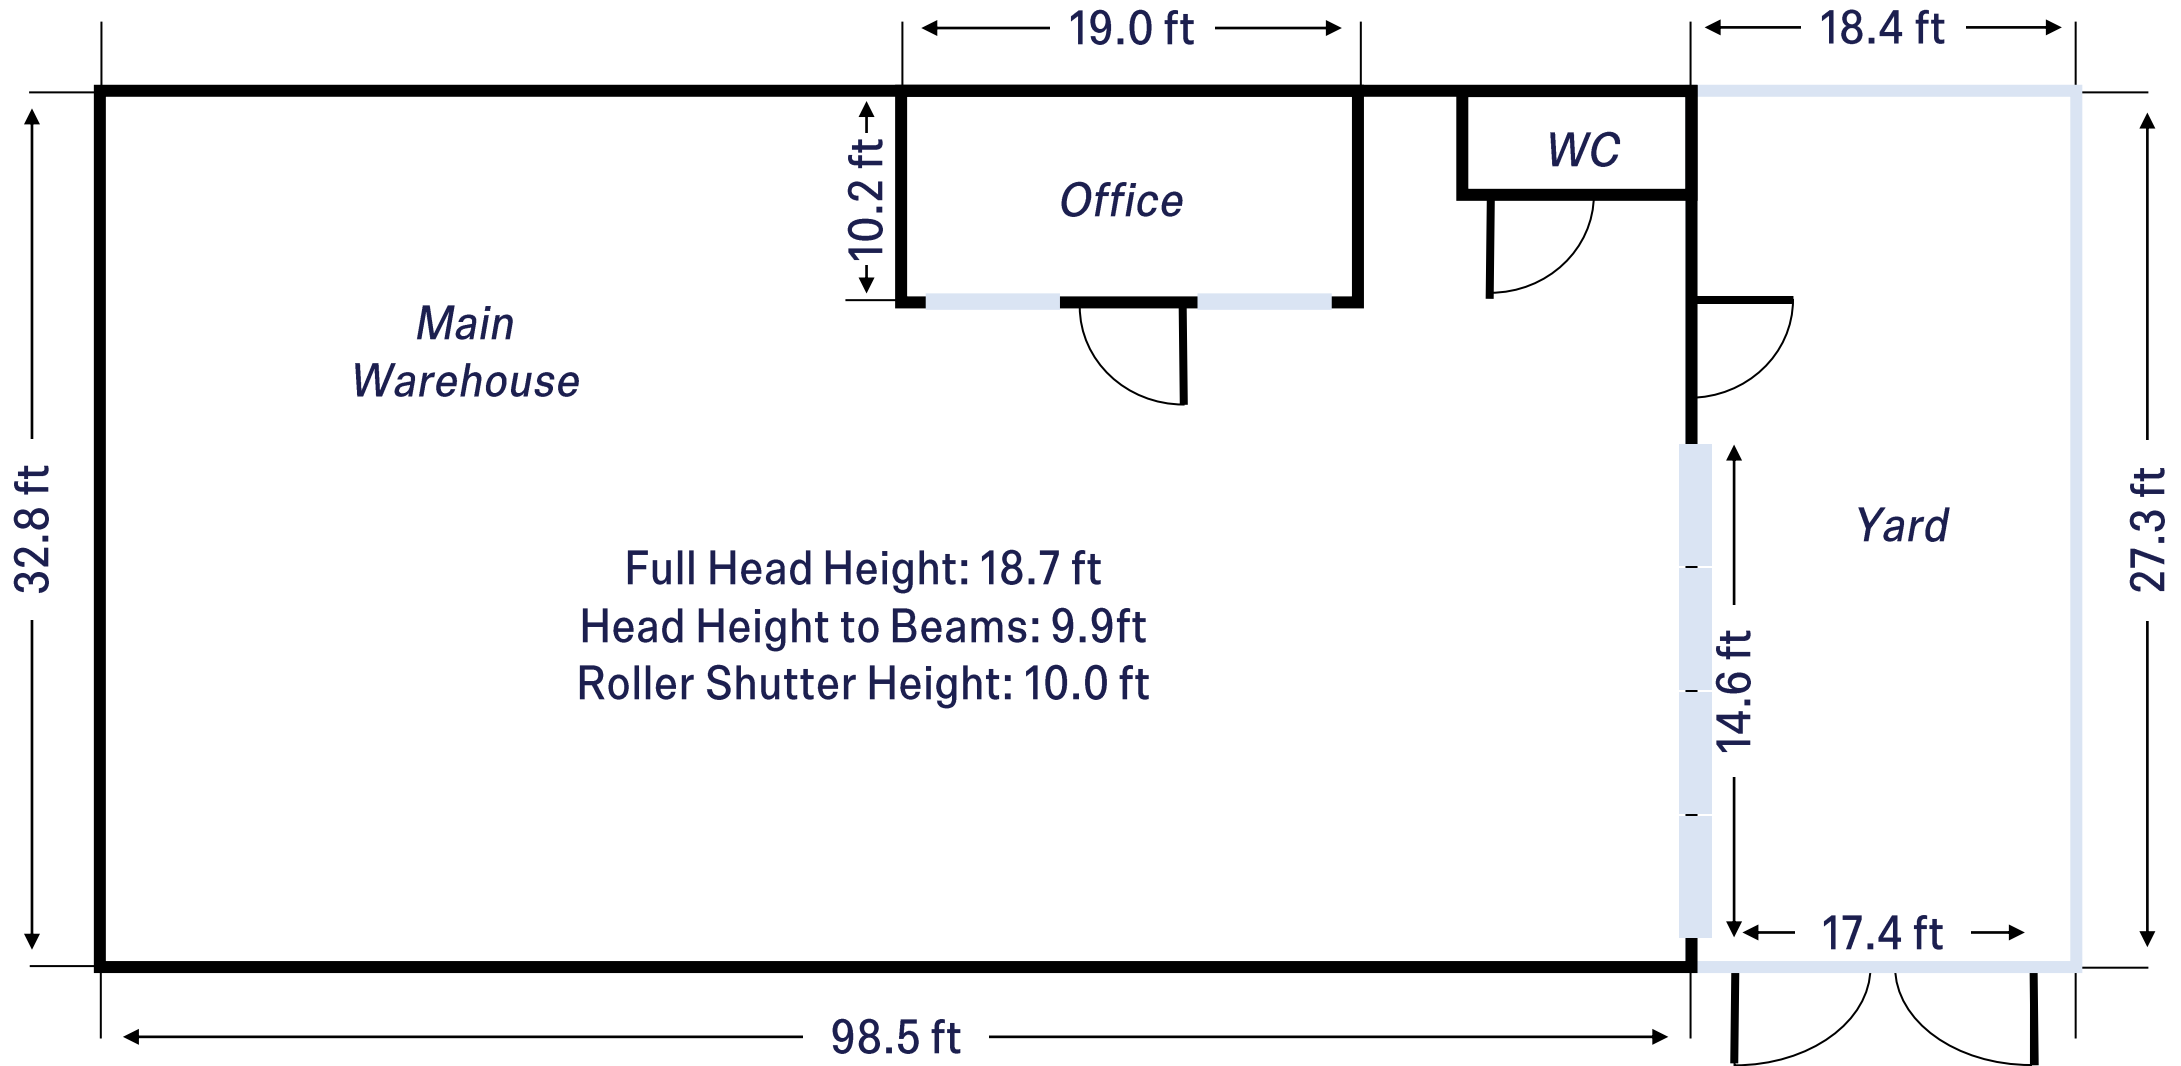 19.0 ft
18.4 ft
10.2 ft
WC
Office
Main
Warehouse
32.8 ft
27.3 ft
Yard
Full Head Height: 18.7 ft
Head Height to Beams: 9.9ft
Roller Shutter Height: 10.0 ft
14.6 ft
17.4 ft
98.5 ft